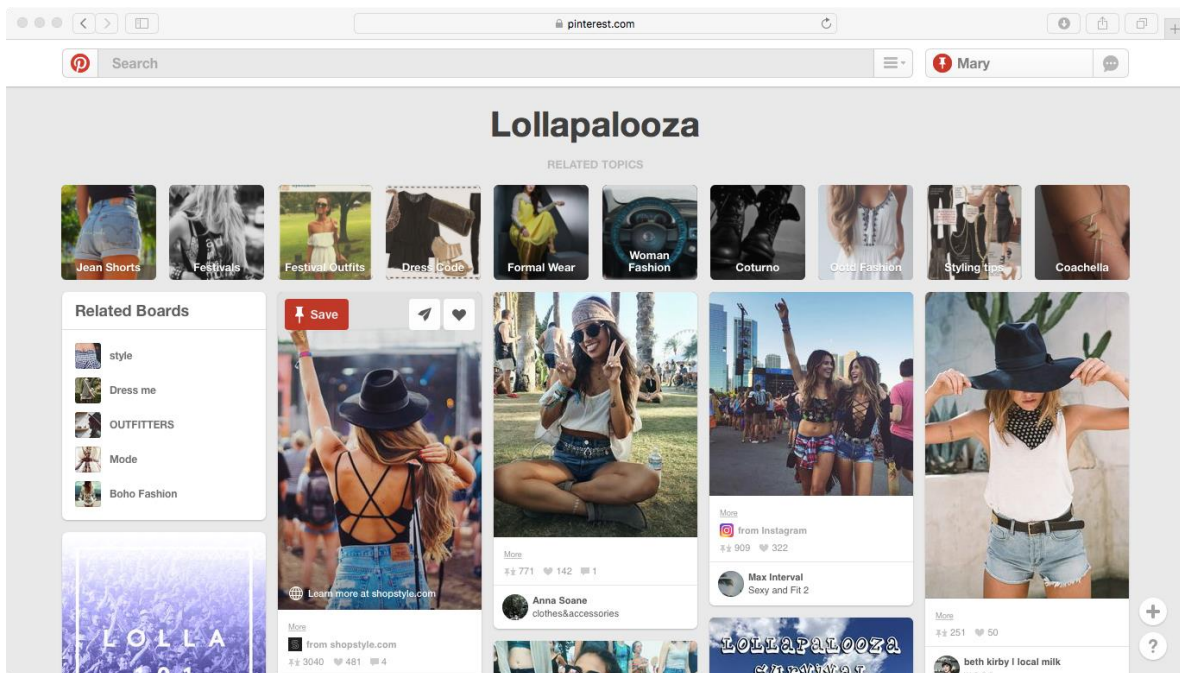 pinterest.com
Search
Mary
Lollapalooza
RELATED TOPICS
Jean Shorts
Festivals
Festival Outfits
Dress Code
Formal Wear
Woman
Fashion
Coturno
Ootd Fashion
Styling tips
Coachella
Related Boards
style
Dress me
OUTFITTERS
Mode
Boho Fashion
LOLLA
101
Save
Learn more at shopstyle.com
More
from shopstyle.com
3040 481 4
More
771 142 1
Anna Soane
clothes&accessories
More
from Instagram
909 322
Max Interval
Sexy and Fit 2
LOLLAPALOOZA
SURVIVAL
More
251 50
beth kirby | local milk